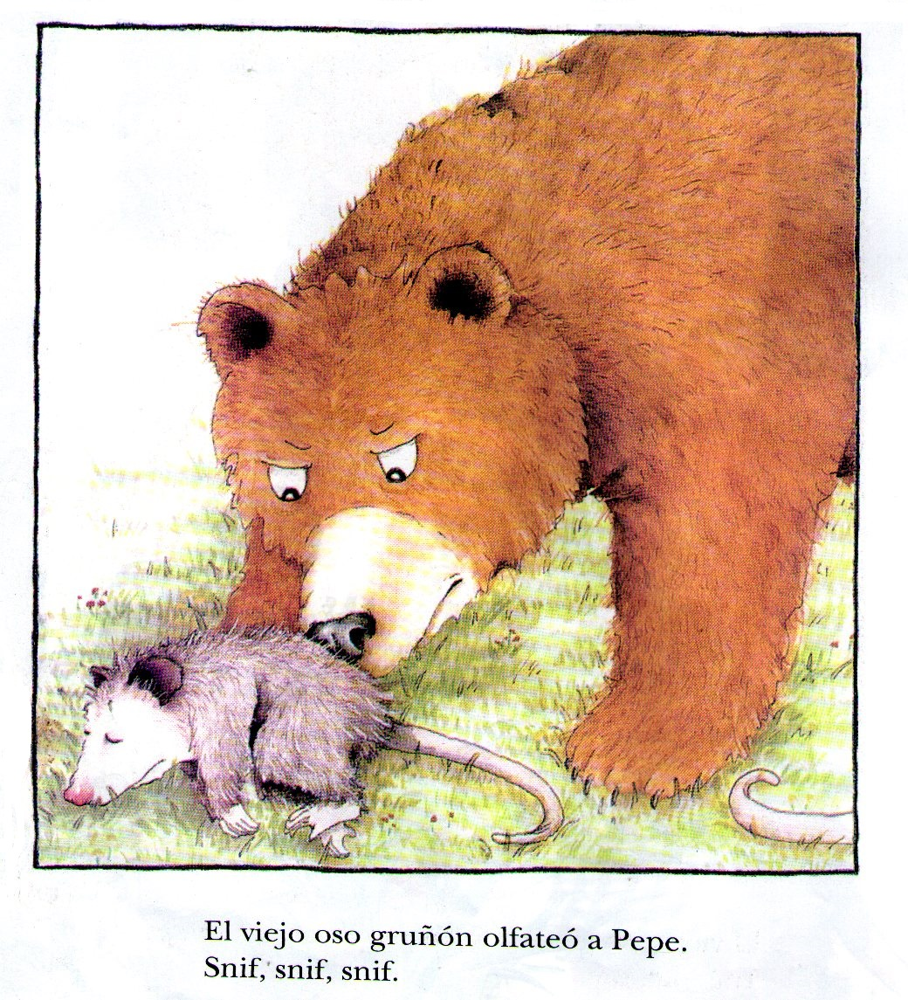 El viejo oso gruñón olfateó a Pepe.
Snif, snif, snif.